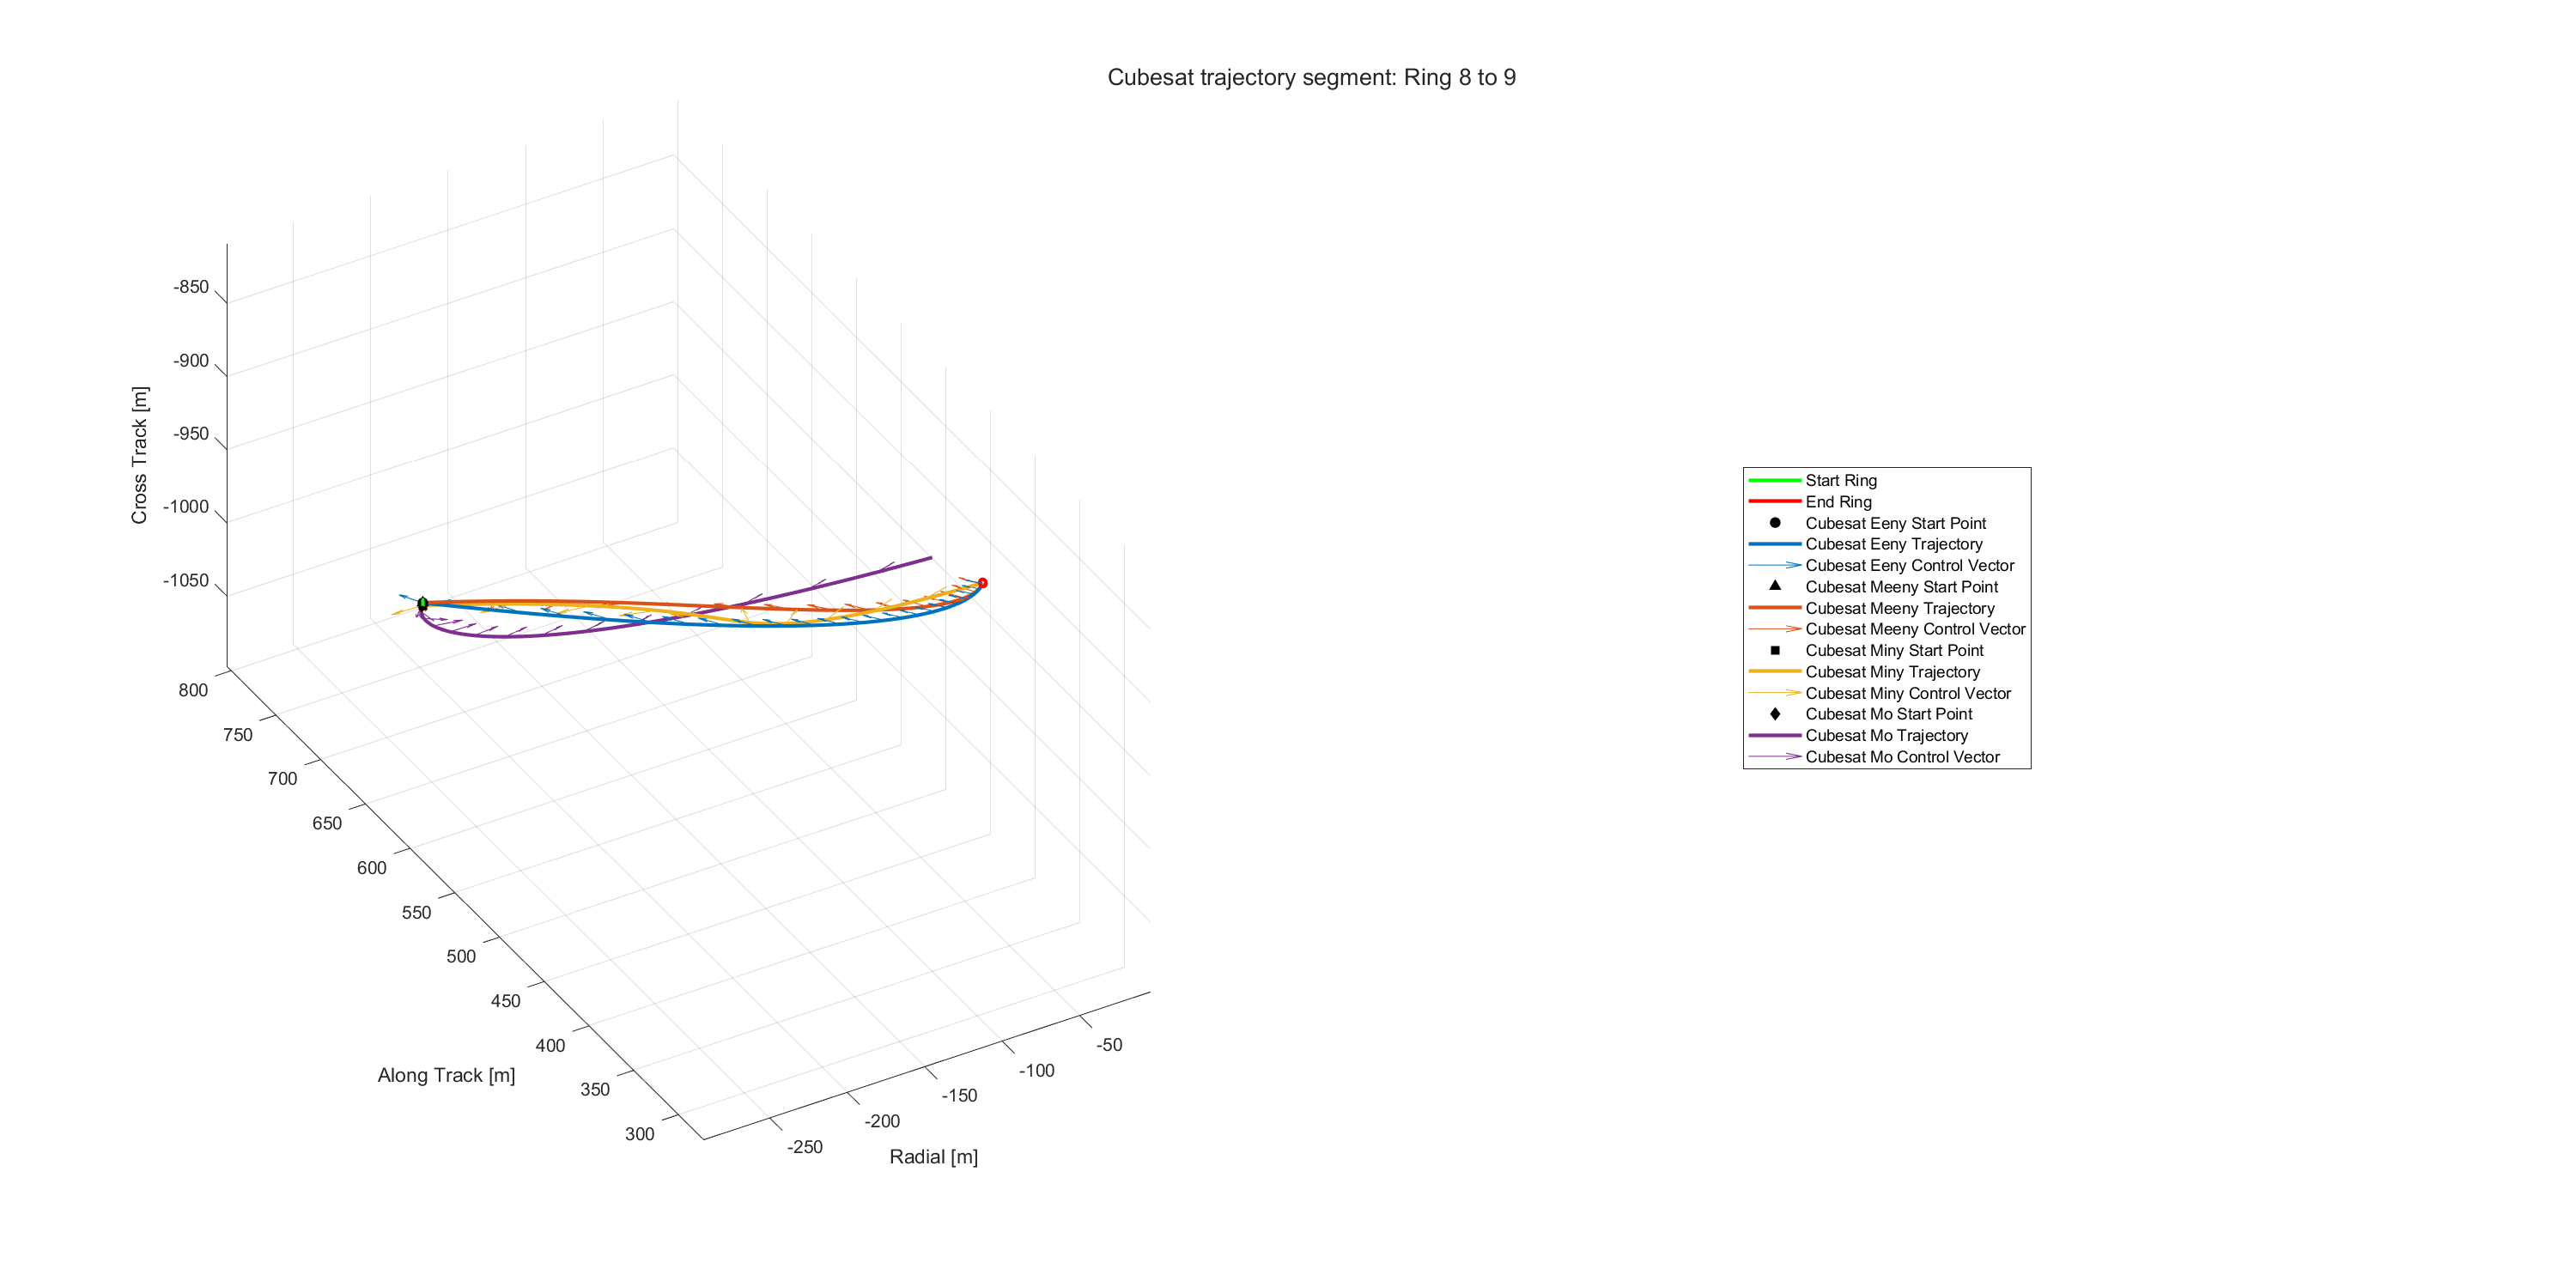 Cubesat trajectory segment: Ring 8 to 9
Cross Track [m]
-850
-900
-950
-1000
-1050
800
750
700
650
600
550
500
450
400
350
300
Along Track [m]
-250
-200
-150
-100
-50
Radial [m]
Start Ring
End Ring
Cubesat Eeny Start Point
Cubesat Eeny Trajectory
Cubesat Eeny Control Vector
Cubesat Meeny Start Point
Cubesat Meeny Trajectory
Cubesat Meeny Control Vector
Cubesat Miny Start Point
Cubesat Miny Trajectory
Cubesat Miny Control Vector
Cubesat Mo Start Point
Cubesat Mo Trajectory
Cubesat Mo Control Vector